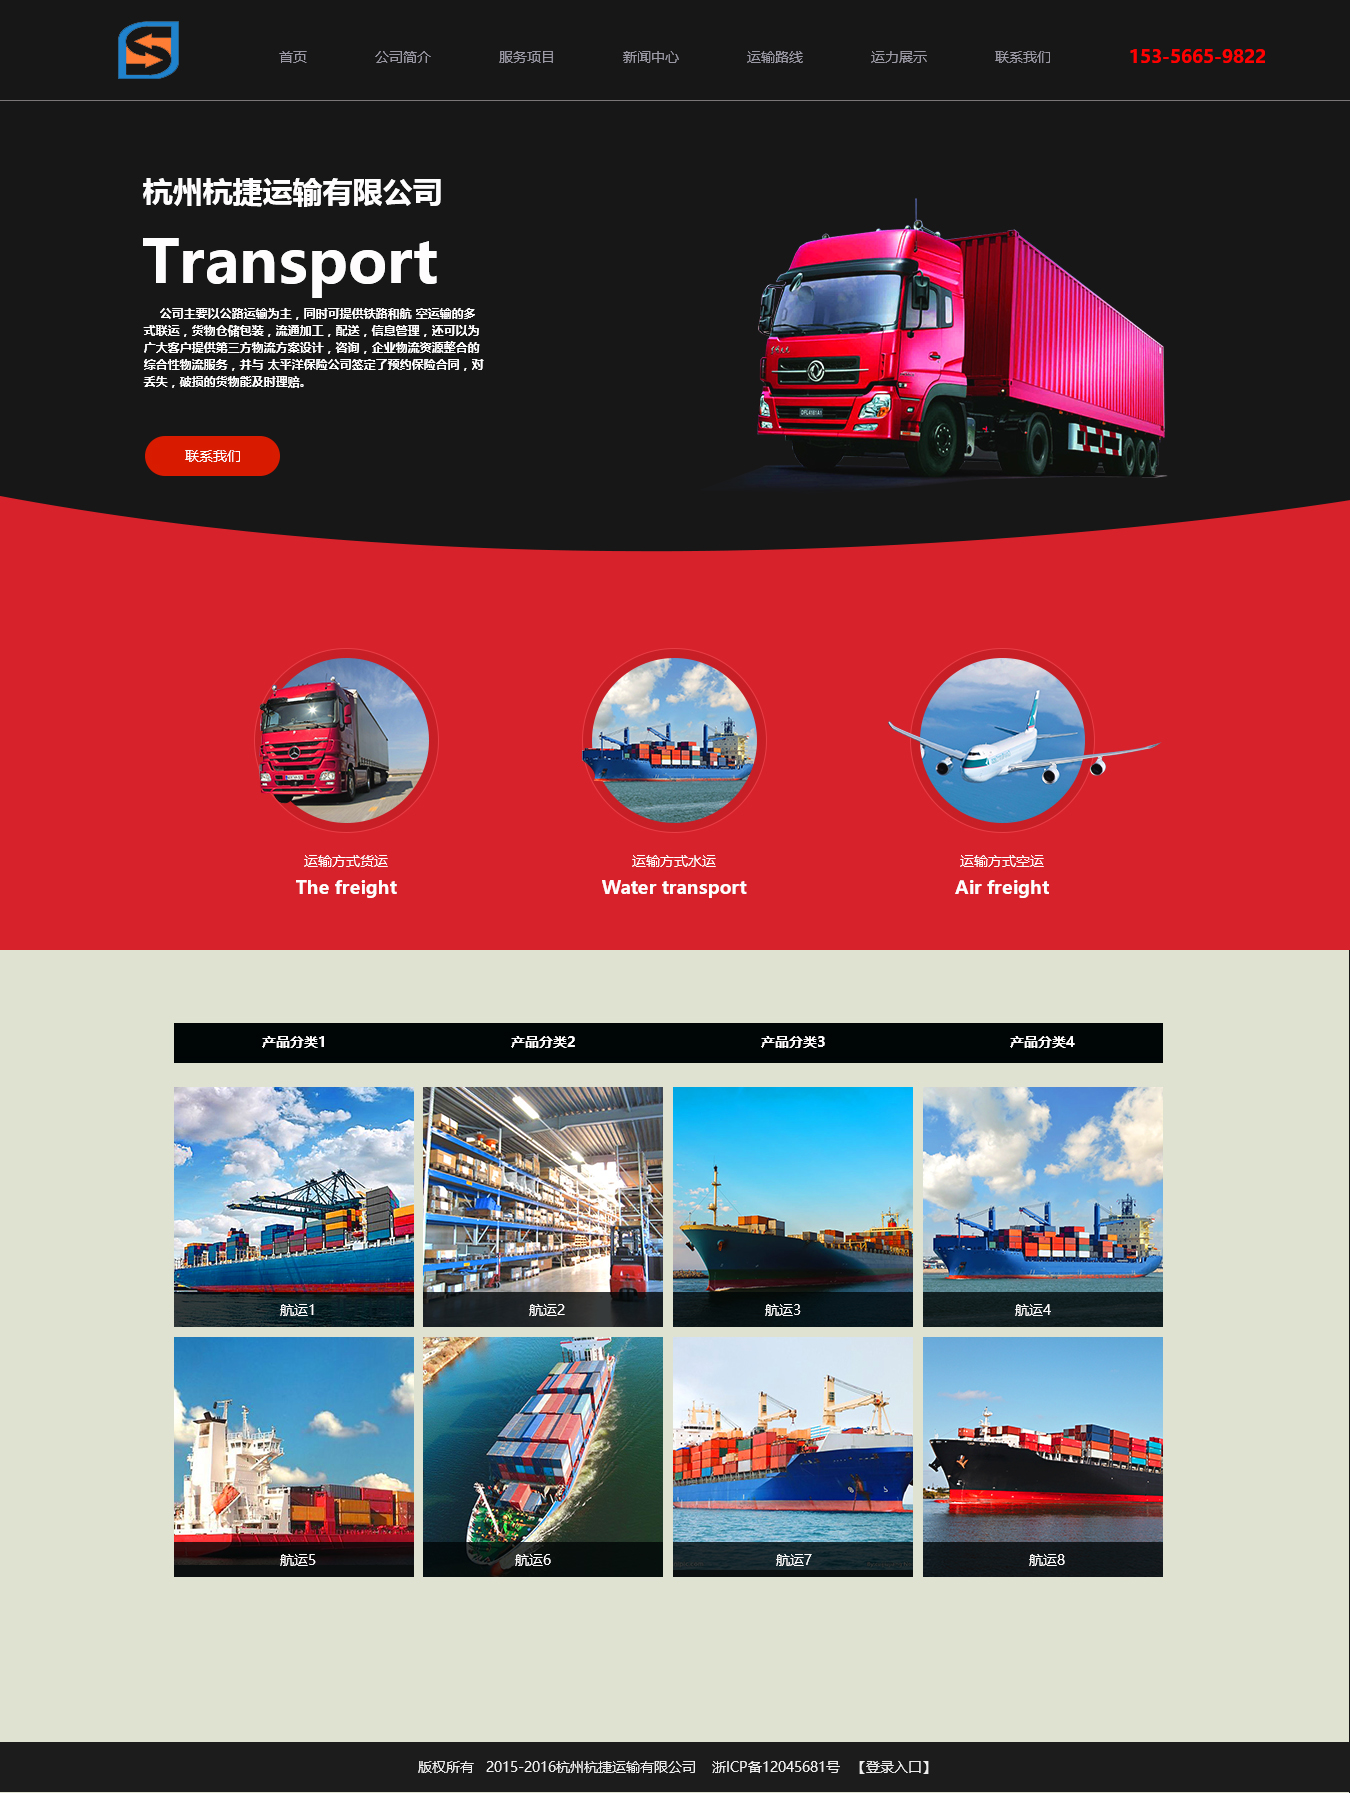 首页 公司简介 服务项目 新闻中心 运输路线 运力展示 联系我们 153-5665-9822
杭州杭捷运输有限公司
Transport
公司主要以公路运输为主，同时可提供铁路和航 空运输的多
式联运，货物仓储包装，流通加工，配送，信息管理，还可以为
广大客户提供第三方物流方案设计，咨询，企业物流资源整合的
综合性物流服务，并与 太平洋保险公司签定了预约保险合同，对
丢失，破损的货物能及时理赔。
联系我们
运输方式货运 运输方式水运 运输方式空运
The freight Water transport Air freight
产品分类1 产品分类2 产品分类3 产品分类4
航运1 航运2 航运3 航运4
航运5 航运6 航运7 航运8
版权所有 2015-2016杭州杭捷运输有限公司 浙ICP备12045681号 【登录入口】